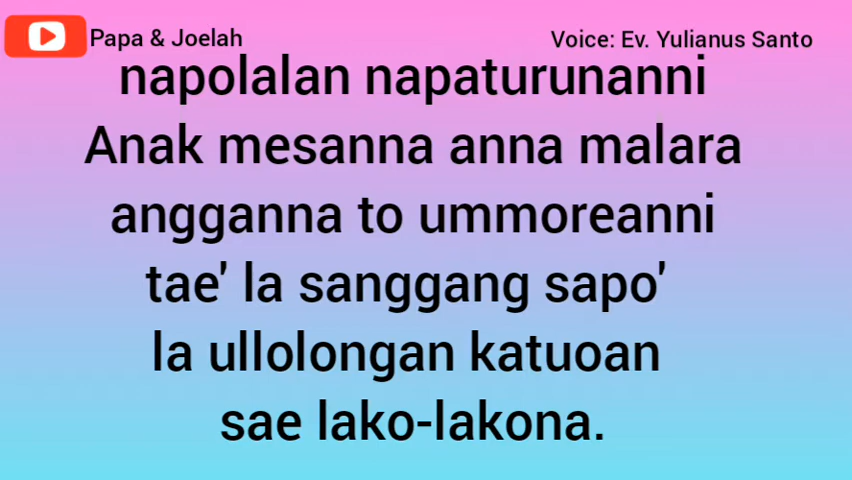 Papa & Joelah
Voice: Ev. Yulianus Santo
napolalan napaturunanni
Anak mesanna anna malara
angganna to ummoreanni
tae' la sanggang sapo'
la ullolongan katuoan
sae lako-lakona.